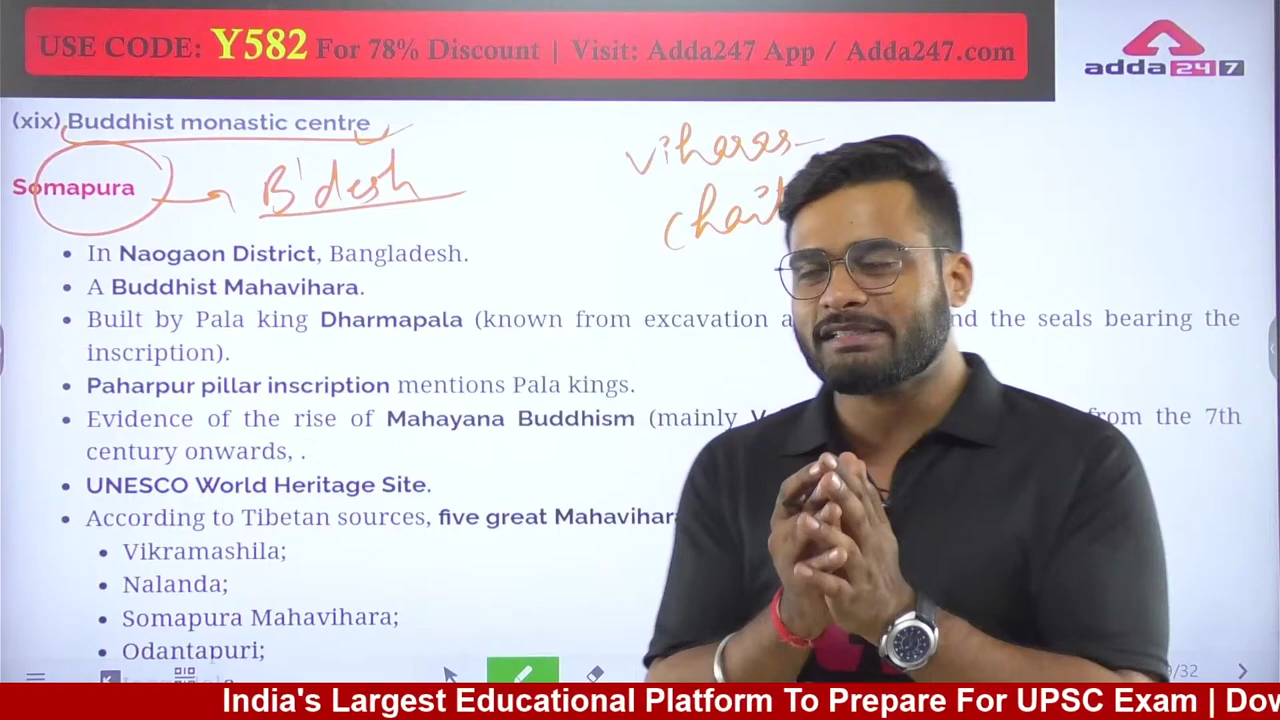 USE CODE: Y582 For 78% Discount | Visit: Adda247 App / Adda247.com
adda 247
(xix) Buddhist monastic centre
viharas
Somapura
B'desh
chait
In Naogaon District, Bangladesh.
A Buddhist Mahavihara.
Built by Pala king Dharmapala (known from excavation a nd the seals bearing the
inscription).
Paharpur pillar inscription mentions Pala kings.
Evidence of the rise of Mahayana Buddhism (mainly from the 7th
century onwards, .
UNESCO World Heritage Site.
According to Tibetan sources, five great Mahavihar
Vikramashila;
Nalanda;
Somapura Mahavihara;
Odantapuri;
/32
India's Largest Educational Platform To Prepare For UPSC Exam | Dov